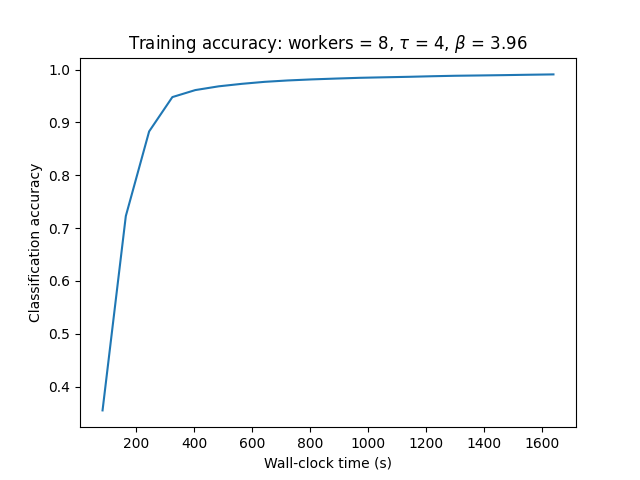 Training accuracy: workers = 8, τ = 4, β = 3.96
1.0
0.9
0.8
0.7
0.6
0.5
0.4
Classification accuracy
200 400 600 800 1000 1200 1400 1600
Wall-clock time (s)